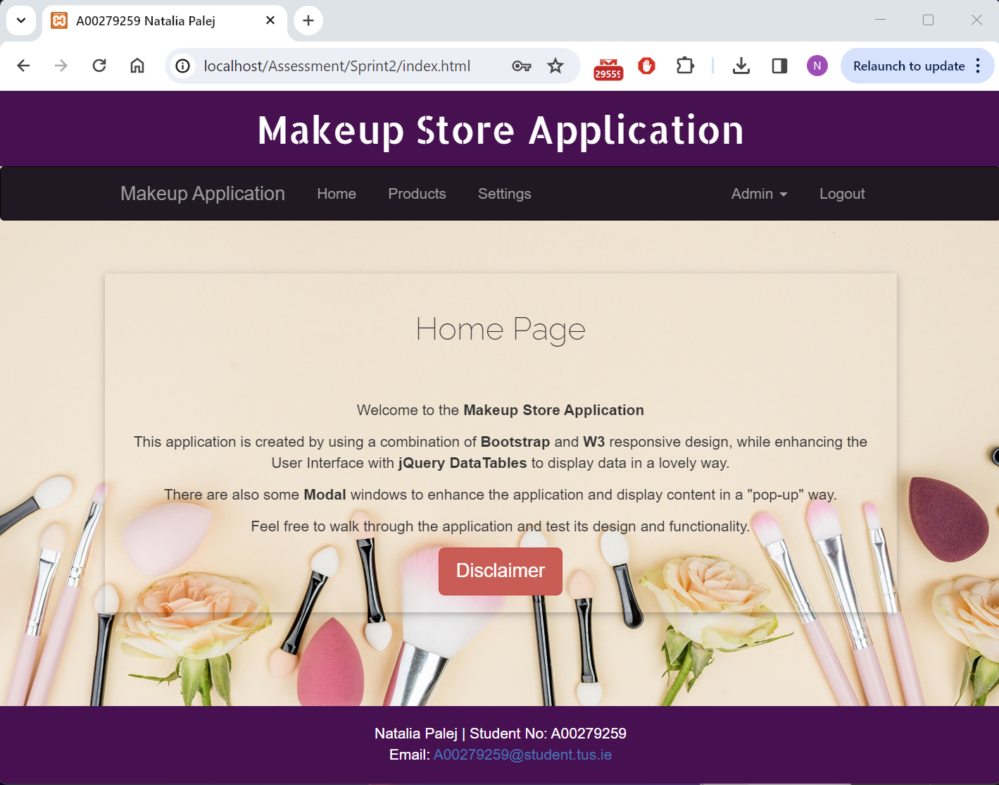 A00279259 Natalia Palej
localhost/Assessment/Sprint2/index.html
29559
N
Relaunch to update
Makeup Store Application
Makeup Application Home Products Settings Admin Logout
Home Page
Welcome to the Makeup Store Application
This application is created by using a combination of Bootstrap and W3 responsive design, while enhancing the
User Interface with jQuery DataTables to display data in a lovely way.
There are also some Modal windows to enhance the application and display content in a "pop-up" way.
Feel free to walk through the application and test its design and functionality.
Disclaimer
Natalia Palej | Student No: A00279259
Email: A00279259@student.tus.ie